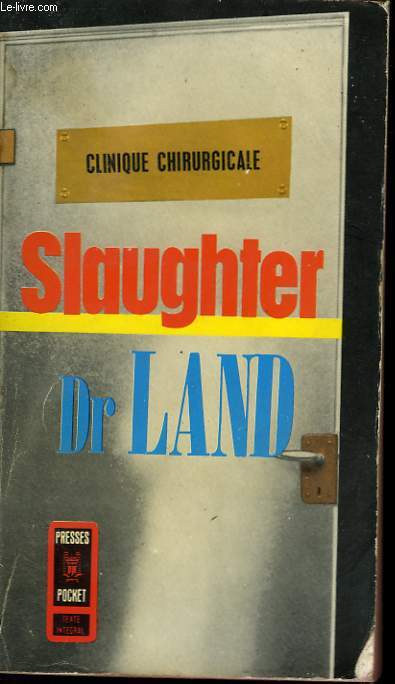 Le-livre.com
CLINIQUE CHIRURGICALE
Slaughter
Dr LAND
PRESSES
POCKET
TEXTE
INTEGRAL